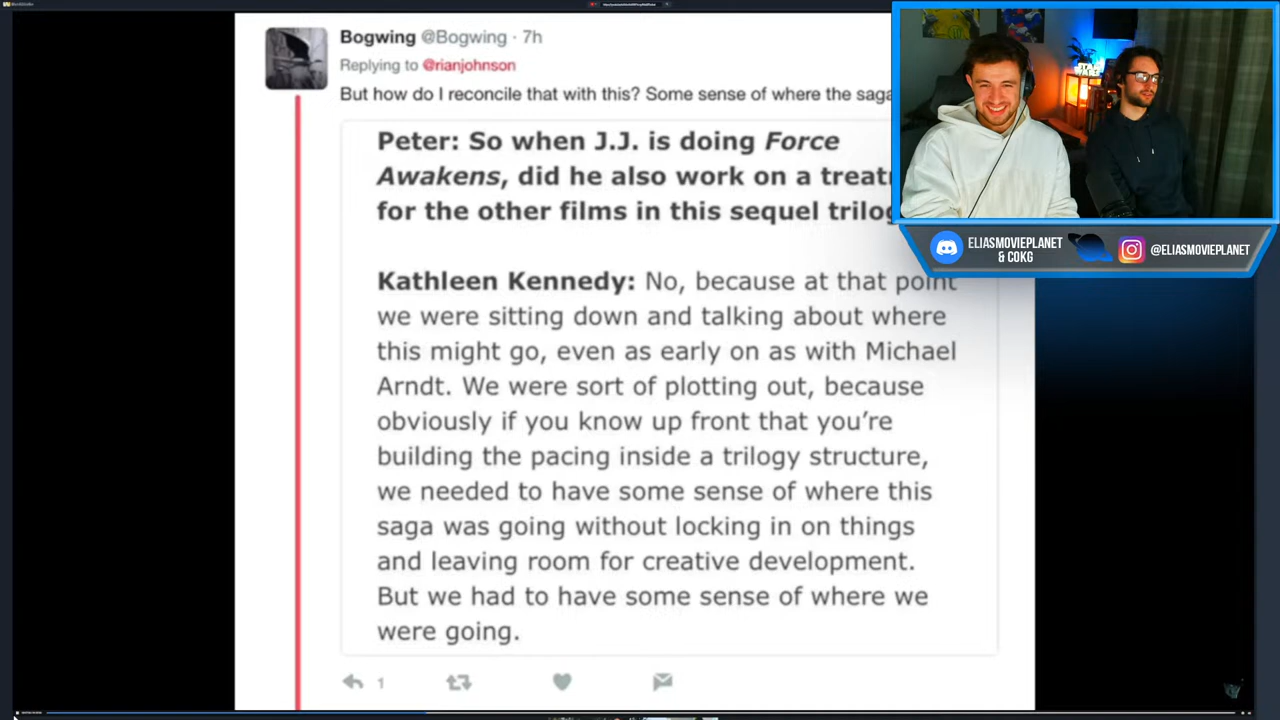 Bogwing @Bogwing · 7h
Replying to @rianjohnson
But how do I reconcile that with this? Some sense of where the saga
Peter: So when J.J. is doing Force
Awakens, did he also work on a treat
for the other films in this sequel trilog
Kathleen Kennedy: No, because at that point
we were sitting down and talking about where
this might go, even as early on as with Michael
Arndt. We were sort of plotting out, because
obviously if you know up front that you're
building the pacing inside a trilogy structure,
we needed to have some sense of where this
saga was going without locking in on things
and leaving room for creative development.
But we had to have some sense of where we
were going.
1
STAR
WARS
ELIASMOVIEPLANET
& COKG
@ELIASMOVIEPLANET